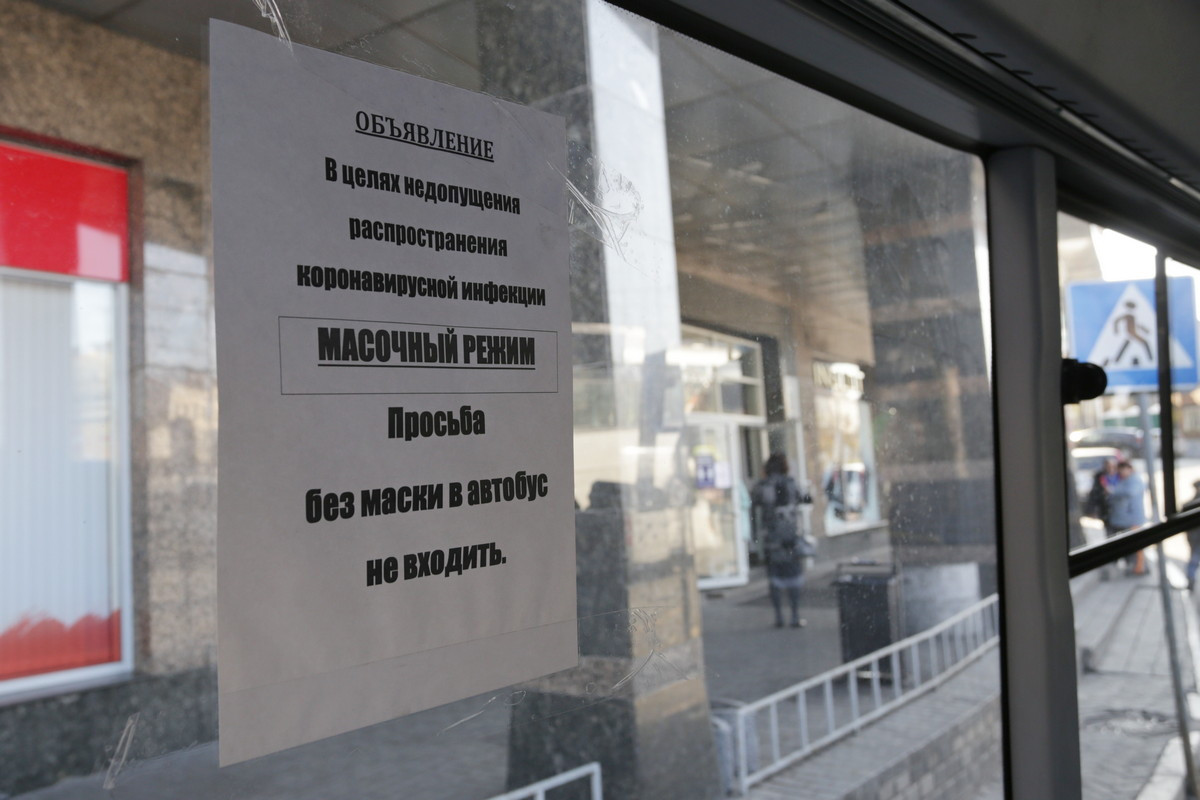 ОБЪЯВЛЕНИЕ
В целях недопущения
распространения
коронавирусной инфекции
МАСОЧНЫЙ РЕЖИМ
Просьба
без маски в автобус
не входить.